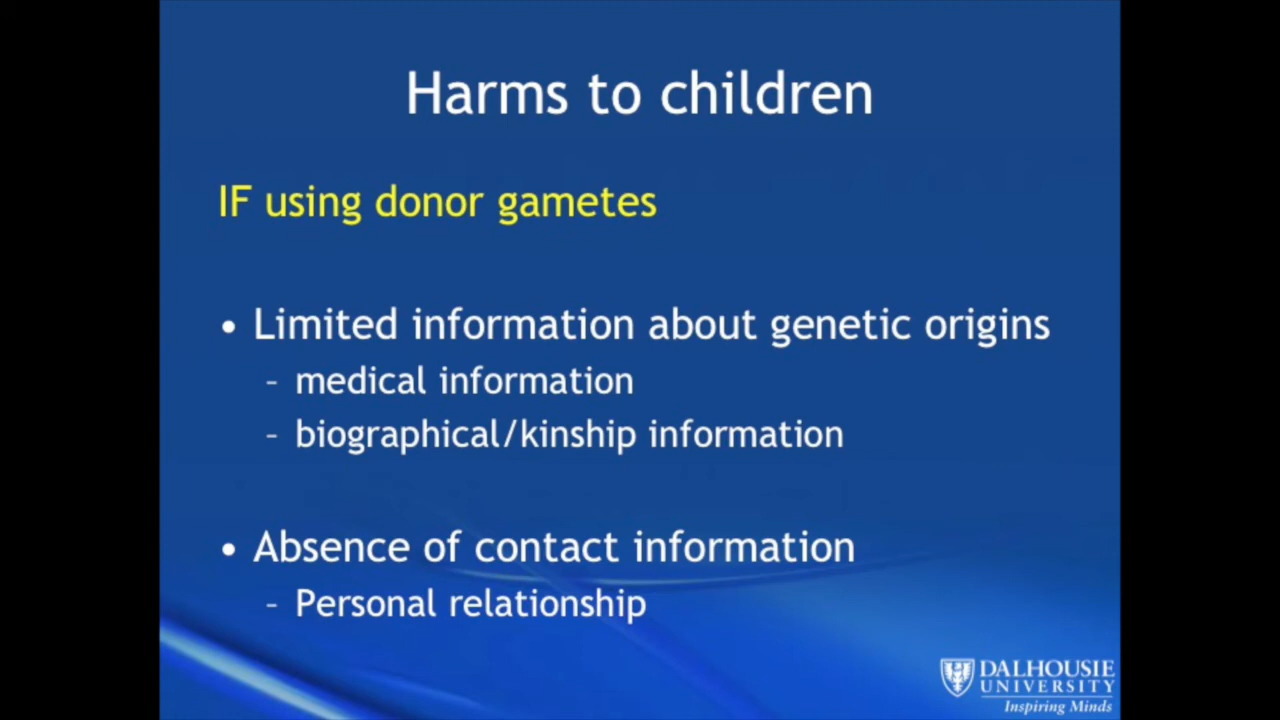 Harms to children
IF using donor gametes
• Limited information about genetic origins
– medical information
– biographical/kinship information
• Absence of contact information
– Personal relationship
DALHOUSIE
UNIVERSITY
Inspiring Minds